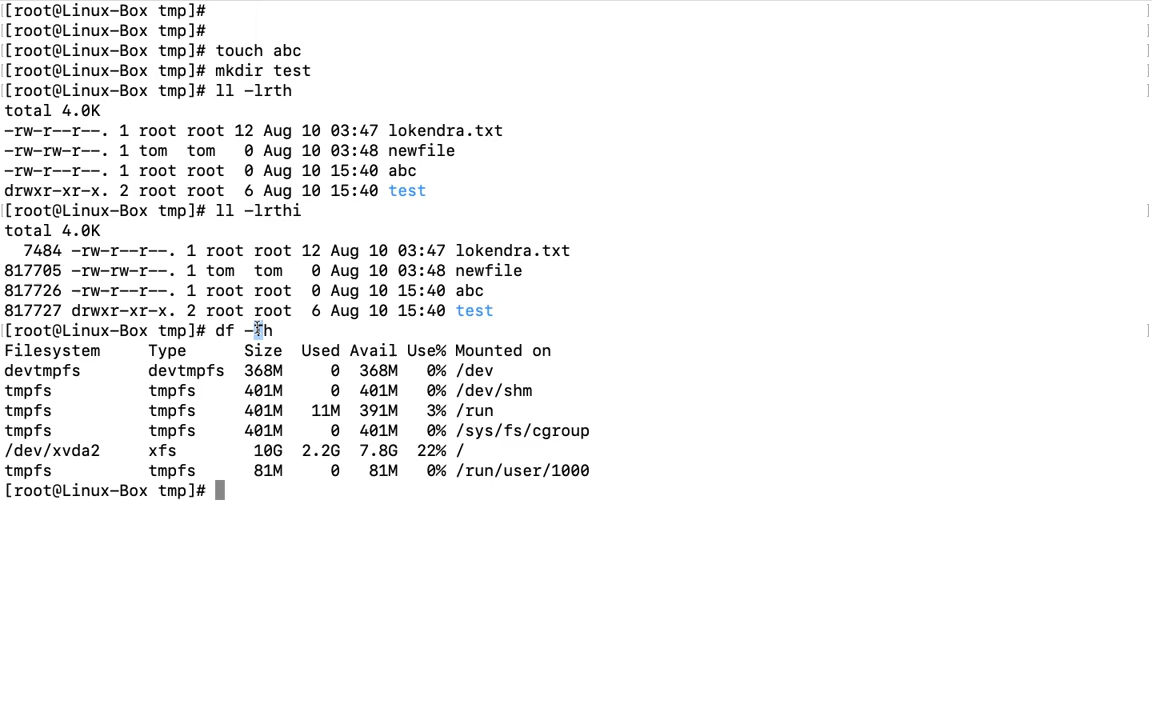 [root@Linux-Box tmp]#
[root@Linux-Box tmp]#
[root@Linux-Box tmp]# touch abc
[root@Linux-Box tmp]# mkdir test
[root@Linux-Box tmp]# ll -lrth
total 4.0K
-rw-r--r--. 1 root root 12 Aug 10 03:47 lokendra.txt
-rw-rw-r--. 1 tom  tom   0 Aug 10 03:48 newfile
-rw-r--r--. 1 root root  0 Aug 10 15:40 abc
drwxr-xr-x. 2 root root  6 Aug 10 15:40 test
[root@Linux-Box tmp]# ll -lrthi
total 4.0K
  7484 -rw-r--r--. 1 root root 12 Aug 10 03:47 lokendra.txt
817705 -rw-rw-r--. 1 tom  tom   0 Aug 10 03:48 newfile
817726 -rw-r--r--. 1 root root  0 Aug 10 15:40 abc
817727 drwxr-xr-x. 2 root root  6 Aug 10 15:40 test
[root@Linux-Box tmp]# df
Filesystem     Type      Size  Used Avail Use% Mounted on
devtmpfs       devtmpfs  368M     0  368M   0% /dev
tmpfs          tmpfs     401M     0  401M   0% /dev/shm
tmpfs          tmpfs     401M   11M  391M   3% /run
tmpfs          tmpfs     401M     0  401M   0% /sys/fs/cgroup
/dev/xvda2     xfs        10G  2.2G  7.8G  22% /
tmpfs          tmpfs      81M     0   81M   0% /run/user/1000
[root@Linux-Box tmp]#